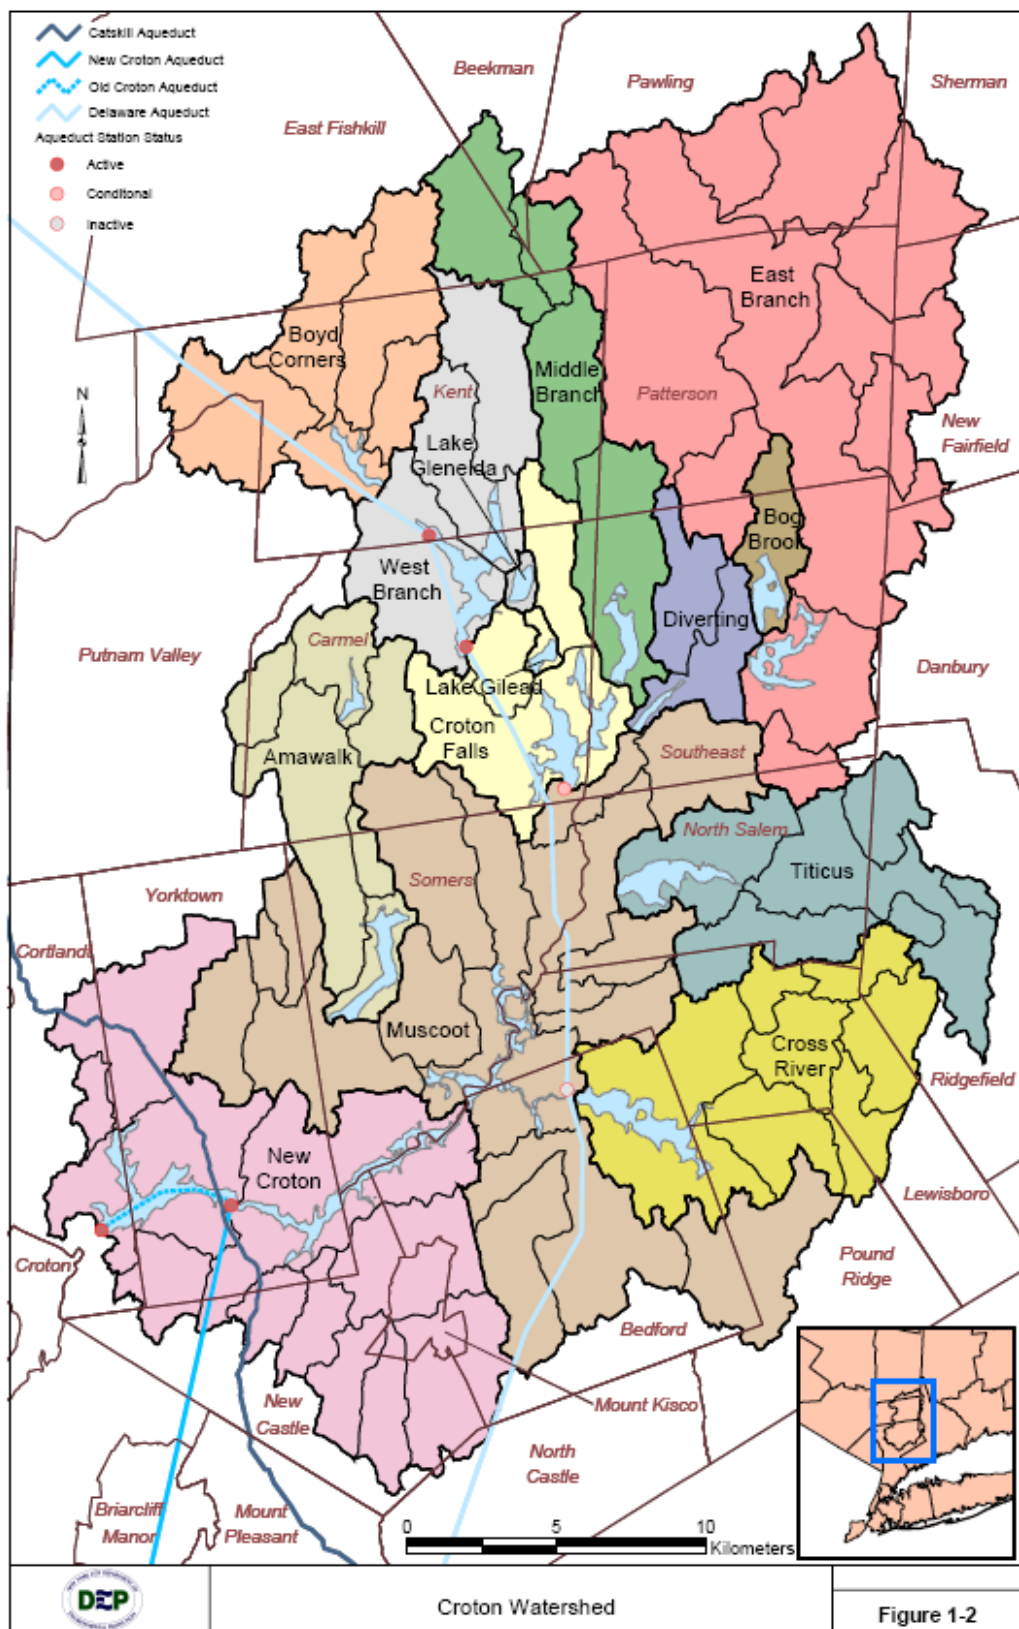 Catskill Aqueduct
New Croton Aqueduct
Old Croton Aqueduct
Delaware Aqueduct
Aqueduct Station Status
Active
Conditonal
Inactive
Beekman
Pawling
Sherman
East Fishkill
East
Branch
Boyd
Corners
Middle
Branch
Kent
Patterson
N
New
Fairfield
Lake
Gleneida
Bog
Brook
West
Branch
Diverting
Carmel
Putnam Valley
Danbury
Lake Gilead
Croton
Falls
Southeast
Amawalk
North Salem
Titicus
Somers
Yorktown
Cortlandt
Muscoot
Cross
River
Ridgefield
New
Croton
Lewisboro
Croton
Pound
Ridge
Bedford
New
Castle
Mount Kisco
North
Castle
Briarcliff
Manor
Mount
Pleasant
0 5 10
Kilometers
DEP
Croton Watershed
Figure 1-2